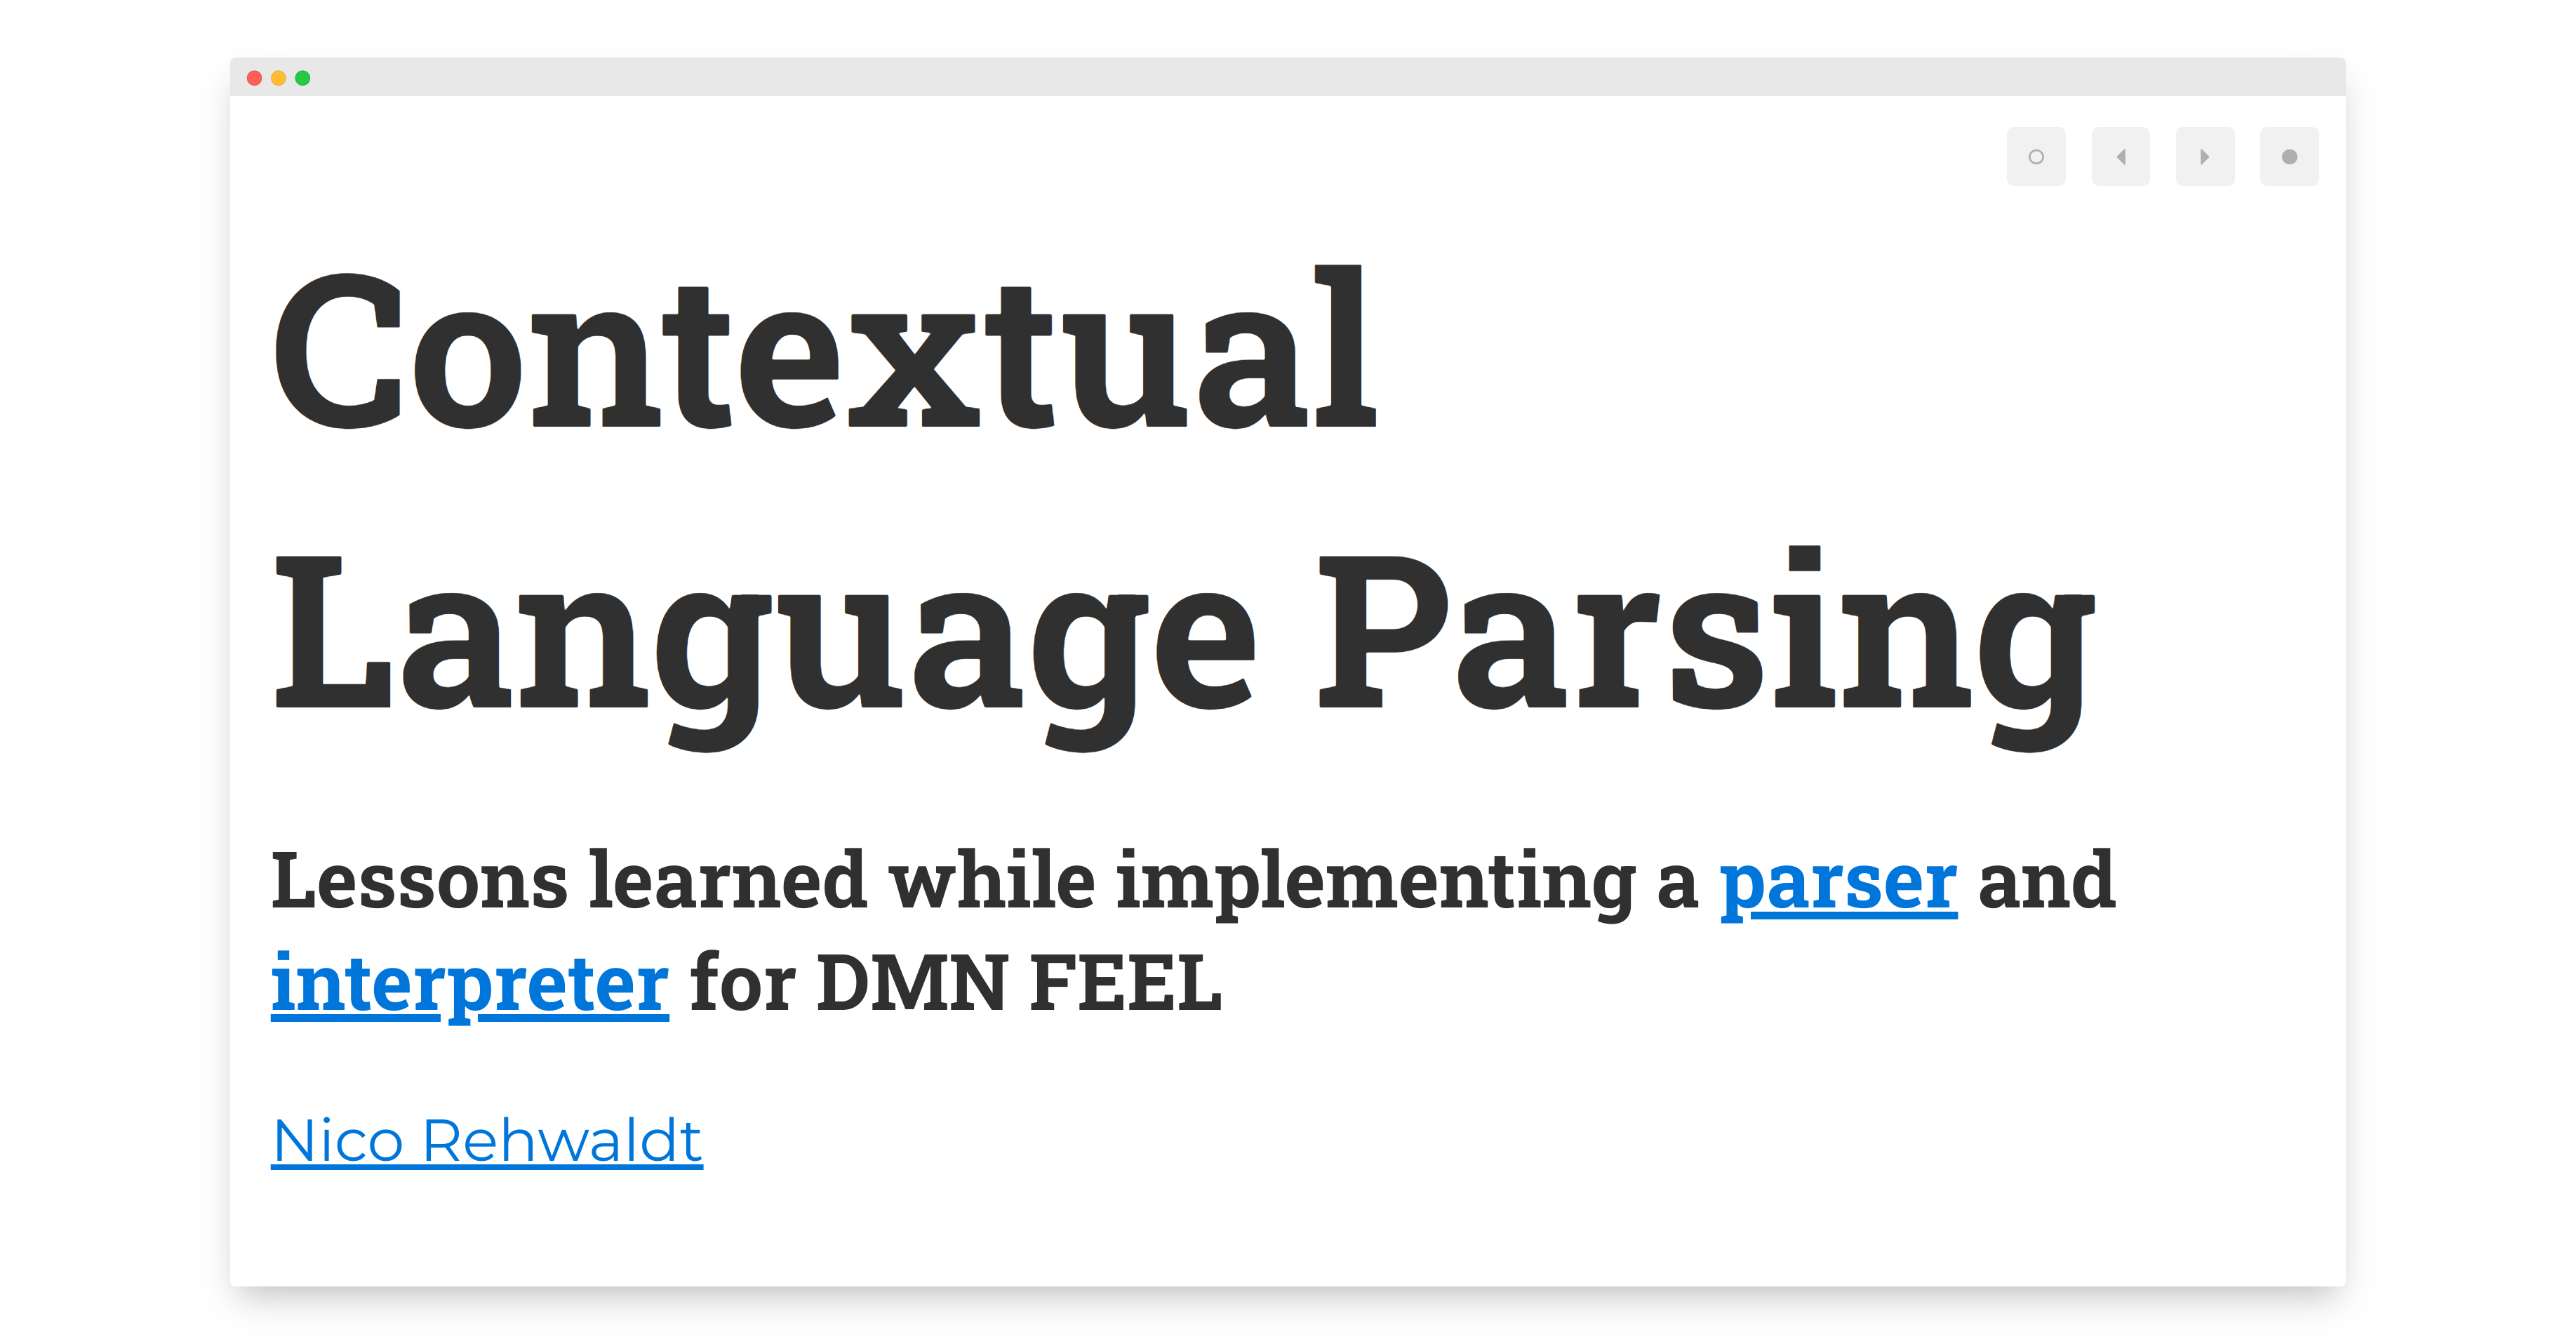 Contextual
Language Parsing
Lessons learned while implementing a parser and
interpreter for DMN FEEL
Nico Rehwaldt